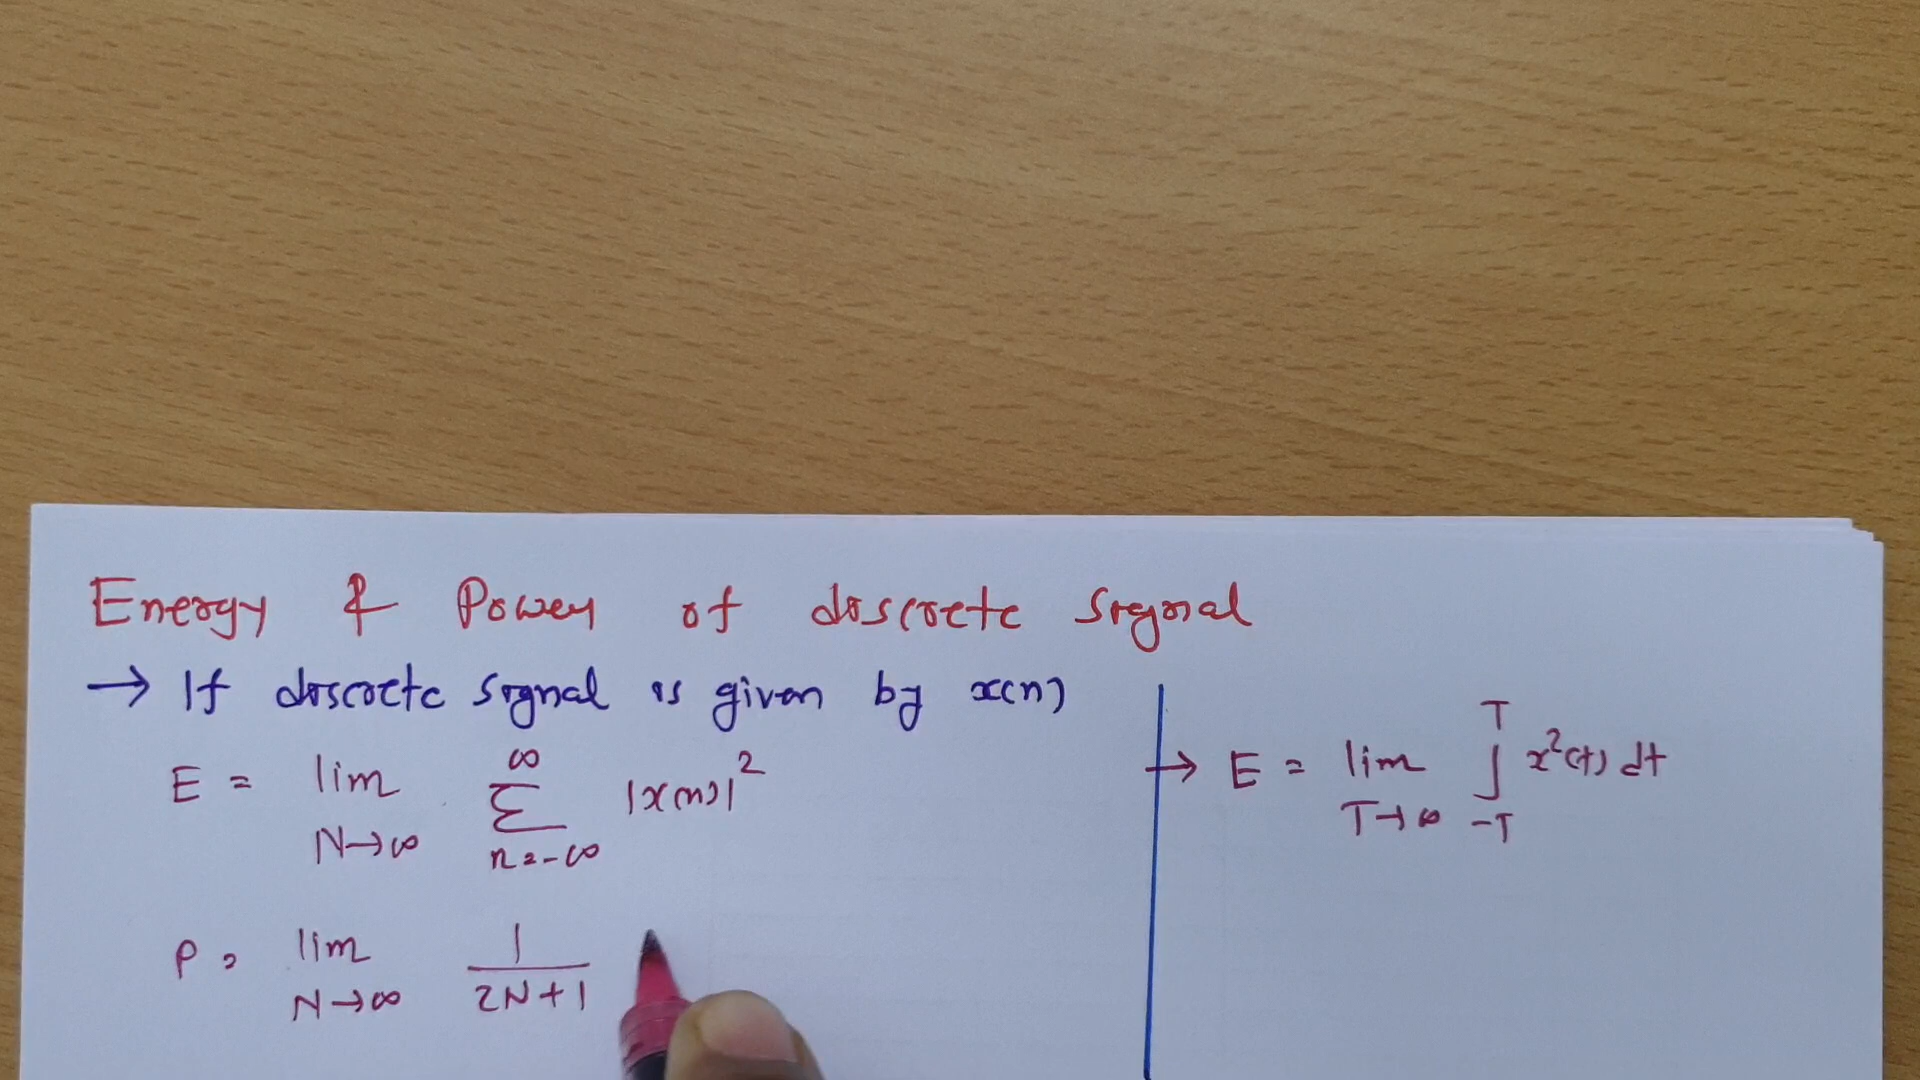 Energy & Power of discrete signal
→ If discrete signal is given by x(n)
E = lim N→∞ ∞ Σ n=-∞ |x(n)|²
P = lim N→∞ 1/2N+1
→ E = lim T→∞ T ∫ -T x²(t) dt